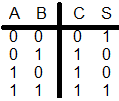 A B C S
0 0 0 1
0 1 1 0
1 0 1 0
1 1 1 1